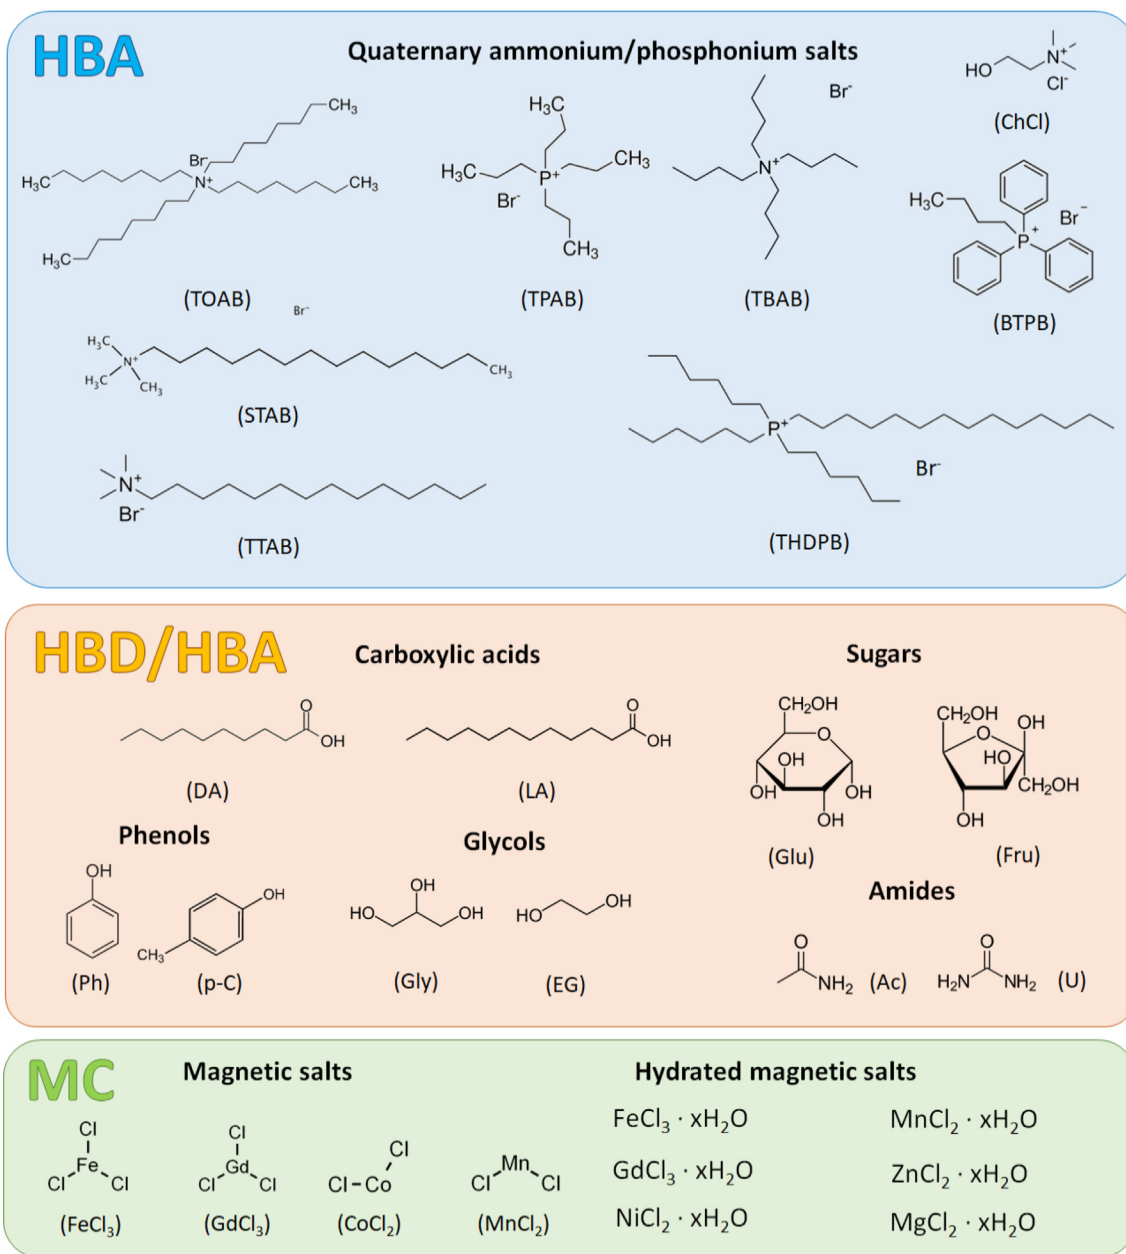 HBA
Quaternary ammonium/phosphonium salts
HO N⁺ Cl⁻
(ChCl)
CH₃ Br⁻ N⁺ H₃C CH₃ H₃C
(TOAB)
H₃C H₃C CH₃ P⁺ Br⁻ CH₃
(TPAB)
Br⁻ N⁺
(TBAB)
H₃C Br⁻ P⁺
(BTPB)
Br⁻
H₃C N⁺ H₃C CH₃ CH₃
(STAB)
P⁺ Br⁻
(THDPB)
N⁺ Br⁻
(TTAB)
HBD/HBA
Carboxylic acids
O OH
(DA)
O OH
(LA)
Sugars
CH₂OH O OH OH OH OH
(Glu)
CH₂OH O OH HO CH₂OH OH
(Fru)
Phenols
OH
(Ph)
OH CH₃
(p-C)
Glycols
OH HO OH
(Gly)
HO OH
(EG)
Amides
O NH₂ (Ac)
O H₂N NH₂ (U)
MC
Magnetic salts
Cl Fe Cl Cl
(FeCl₃)
Cl Gd Cl Cl
(GdCl₃)
Cl Cl Co
(CoCl₂)
Mn Cl Cl
(MnCl₂)
Hydrated magnetic salts
FeCl₃ · xH₂O MnCl₂ · xH₂O
GdCl₃ · xH₂O ZnCl₂ · xH₂O
NiCl₂ · xH₂O MgCl₂ · xH₂O